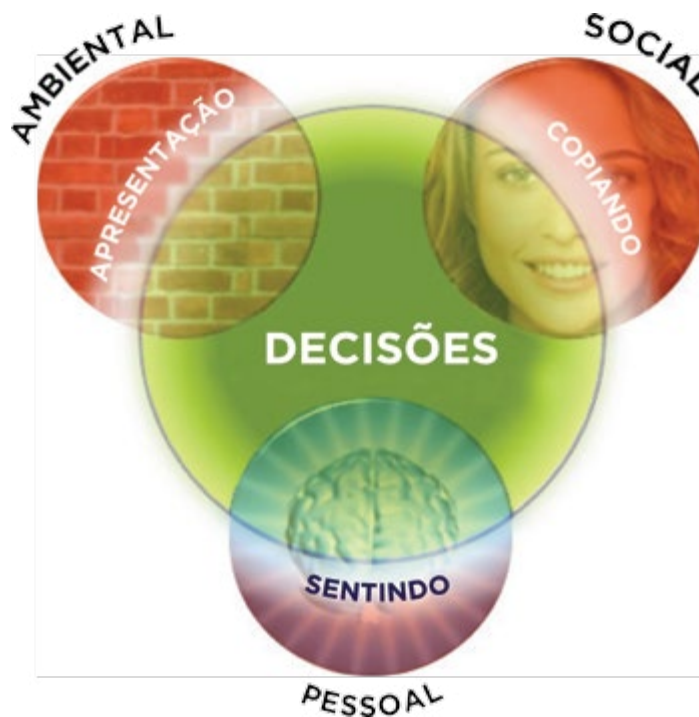 AMBIENTAL
SOCIAL
APRESENTAÇÃO
COPIANDO
DECISÕES
SENTINDO
PESSOAL